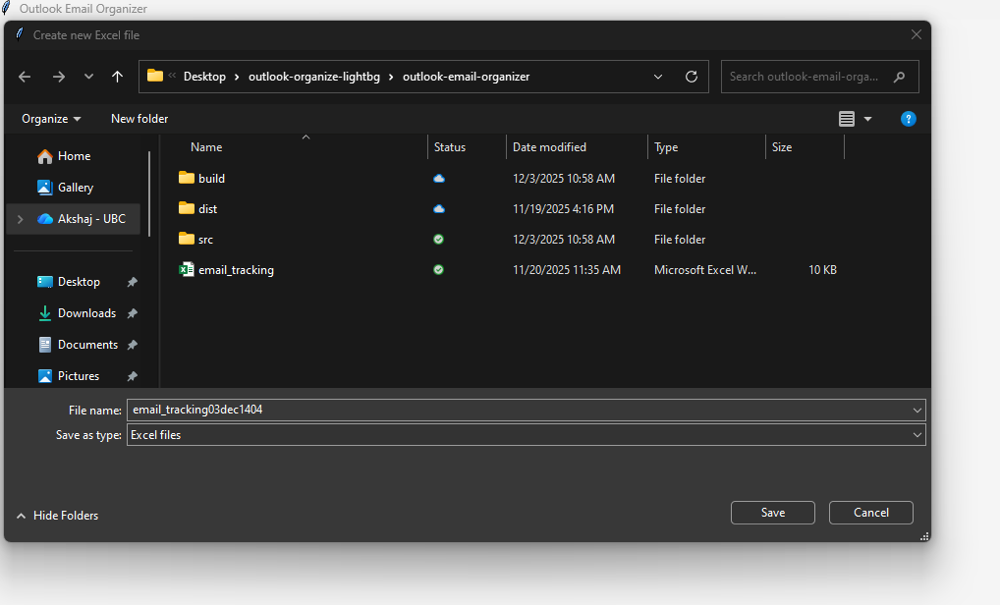 Outlook Email Organizer
Create new Excel file
Desktop > outlook-organize-lightbg > outlook-email-organizer
Search outlook-email-orga...
Organize New folder
Name Status Date modified Type Size
Home
Gallery
Akshaj - UBC
Desktop
Downloads
Documents
Pictures
build 12/3/2025 10:58 AM File folder
dist 11/19/2025 4:16 PM File folder
src 12/3/2025 10:58 AM File folder
email_tracking 11/20/2025 11:35 AM Microsoft Excel W... 10 KB
File name: email_tracking03dec1404
Save as type: Excel files
Hide Folders
Save Cancel